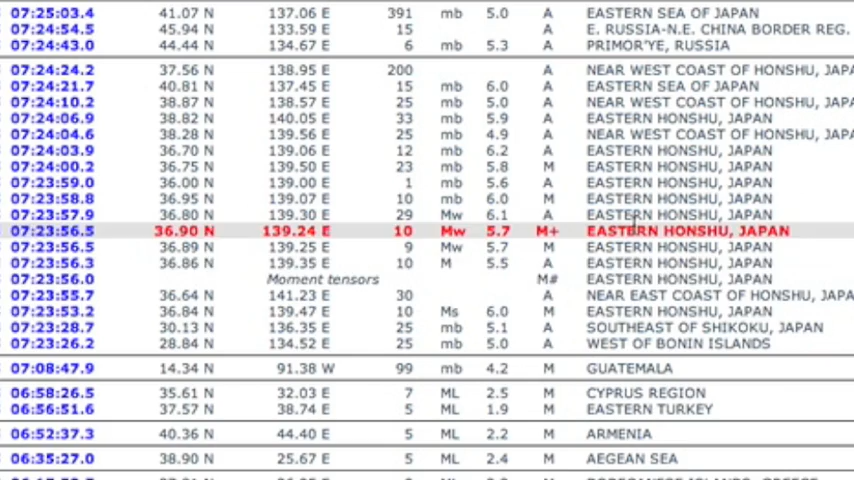 07:25:03.4 41.07 N 137.06 E 391 mb 5.0 A EASTERN SEA OF JAPAN
07:24:54.5 45.94 N 133.59 E 15 A E. RUSSIA-N.E. CHINA BORDER REG.
07:24:43.0 44.44 N 134.67 E 6 mb 5.3 A PRIMOR'YE, RUSSIA
07:24:24.2 37.56 N 138.95 E 200 A NEAR WEST COAST OF HONSHU, JAPA
07:24:21.7 40.81 N 137.45 E 15 mb 6.0 A EASTERN SEA OF JAPAN
07:24:10.2 38.87 N 138.57 E 25 mb 5.0 A NEAR WEST COAST OF HONSHU, JAPA
07:24:06.9 38.82 N 140.05 E 33 mb 5.9 A EASTERN HONSHU, JAPAN
07:24:04.6 38.28 N 139.56 E 25 mb 4.9 A NEAR WEST COAST OF HONSHU, JAPA
07:24:03.9 36.70 N 139.06 E 12 mb 6.2 A EASTERN HONSHU, JAPAN
07:24:00.2 36.75 N 139.50 E 23 mb 5.8 M EASTERN HONSHU, JAPAN
07:23:59.0 36.00 N 139.00 E 1 mb 5.6 A EASTERN HONSHU, JAPAN
07:23:58.8 36.95 N 139.07 E 10 mb 6.0 M EASTERN HONSHU, JAPAN
07:23:57.9 36.80 N 139.30 E 29 Mw 6.1 A EASTERN HONSHU, JAPAN
07:23:56.5 36.90 N 139.24 E 10 Mw 5.7 M+ EASTERN HONSHU, JAPAN
07:23:56.5 36.89 N 139.25 E 9 Mw 5.7 M EASTERN HONSHU, JAPAN
07:23:56.3 36.86 N 139.35 E 10 M 5.5 A EASTERN HONSHU, JAPAN
07:23:56.0 Moment tensors M# EASTERN HONSHU, JAPAN
07:23:55.7 36.64 N 141.23 E 30 A NEAR EAST COAST OF HONSHU, JAPA
07:23:53.2 36.84 N 139.47 E 10 Ms 6.0 M EASTERN HONSHU, JAPAN
07:23:28.7 30.13 N 136.35 E 25 mb 5.1 A SOUTHEAST OF SHIKOKU, JAPAN
07:23:26.2 28.84 N 134.52 E 25 mb 5.0 A WEST OF BONIN ISLANDS
07:08:47.9 14.34 N 91.38 W 99 mb 4.2 M GUATEMALA
06:58:26.5 35.61 N 32.03 E 7 ML 2.5 M CYPRUS REGION
06:56:51.6 37.57 N 38.74 E 5 ML 1.9 M EASTERN TURKEY
06:52:37.3 40.36 N 44.40 E 5 ML 2.2 M ARMENIA
06:35:27.0 38.90 N 25.67 E 5 ML 2.4 M AEGEAN SEA